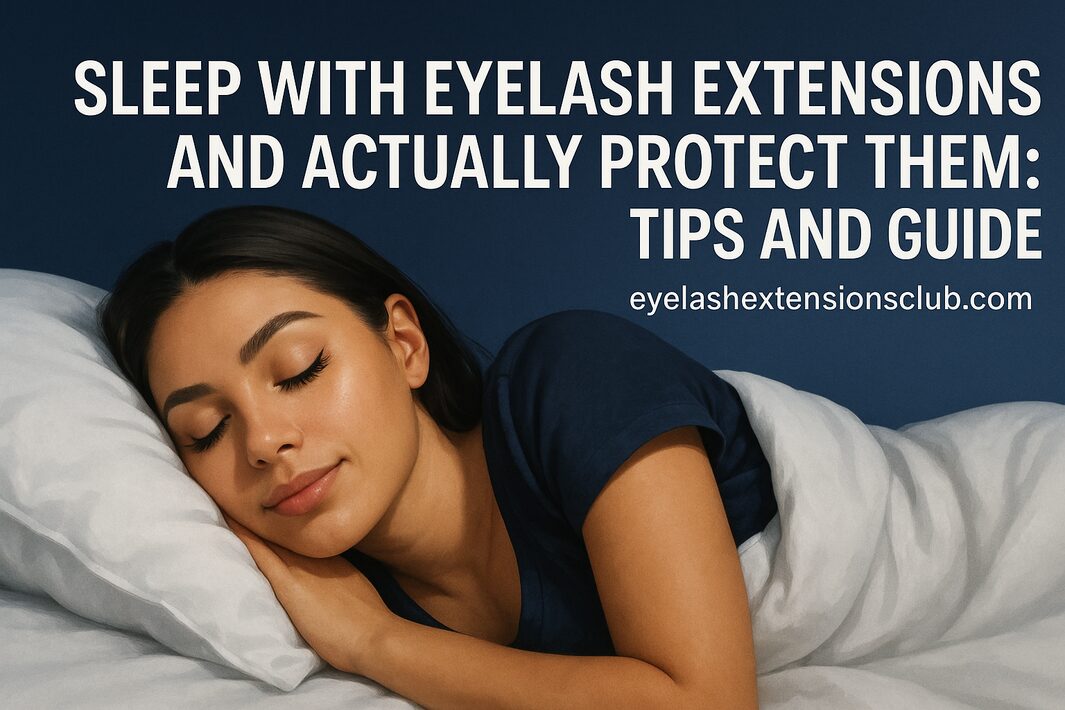 SLEEP WITH EYELASH EXTENSIONS
AND ACTUALLY PROTECT THEM:
TIPS AND GUIDE
eyelashextensionsclub.com